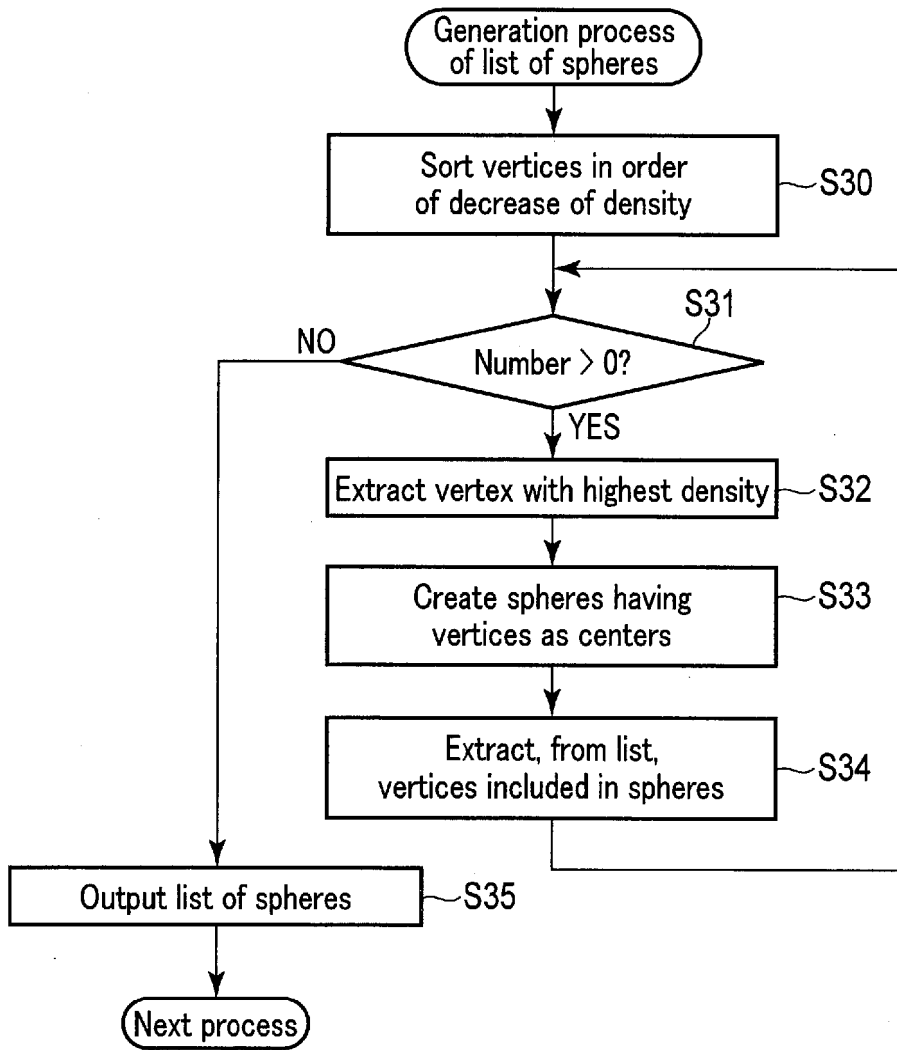 Generation process
of list of spheres
Sort vertices in order
of decrease of density
S30
S31
NO
Number > 0?
YES
Extract vertex with highest density
S32
Create spheres having
vertices as centers
S33
Extract, from list,
vertices included in spheres
S34
Output list of spheres
S35
Next process